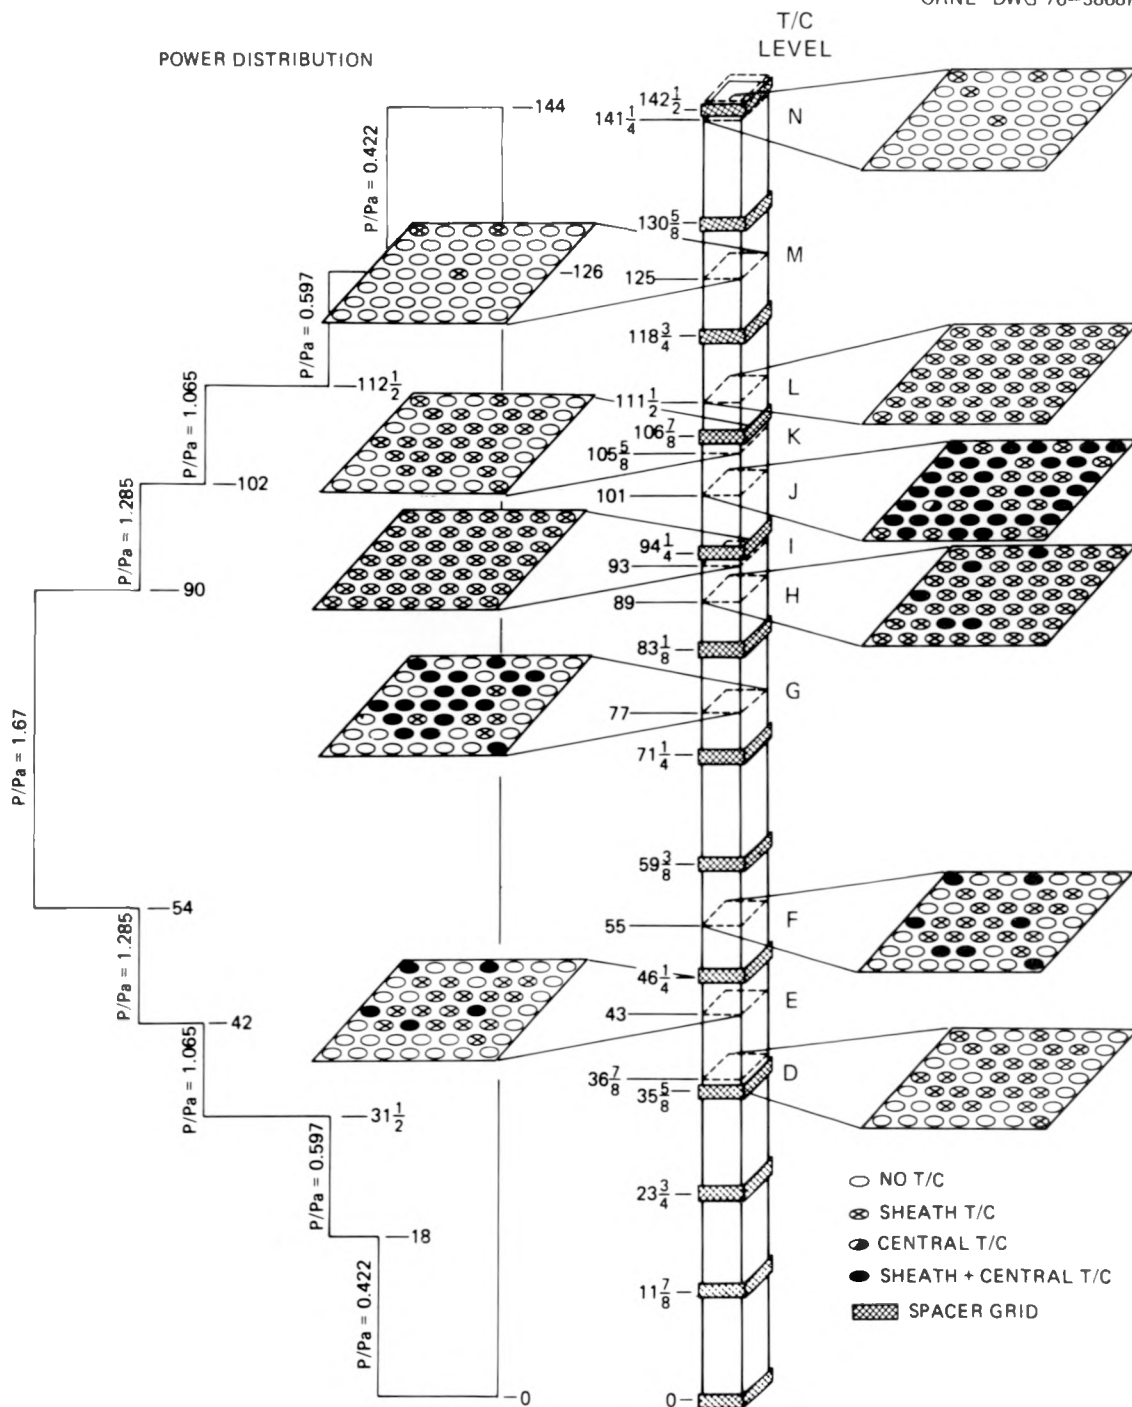 POWER DISTRIBUTION
T/C
LEVEL
144
P/Pa = 0.422
126
P/Pa = 0.597
112 1/2
P/Pa = 1.065
102
P/Pa = 1.285
90
P/Pa = 1.67
54
P/Pa = 1.285
42
P/Pa = 1.065
31 1/2
P/Pa = 0.597
18
P/Pa = 0.422
0
142 1/2
141 1/4
N
130 5/8
M
125
118 3/4
L
111 1/2
106 7/8
K
105 5/8
J
101
94 1/4
I
93
H
89
83 1/8
G
77
71 1/4
59 3/8
F
55
46 1/4
E
43
D
36 7/8
35 5/8
23 3/4
11 7/8
0
NO T/C
SHEATH T/C
CENTRAL T/C
SHEATH + CENTRAL T/C
SPACER GRID